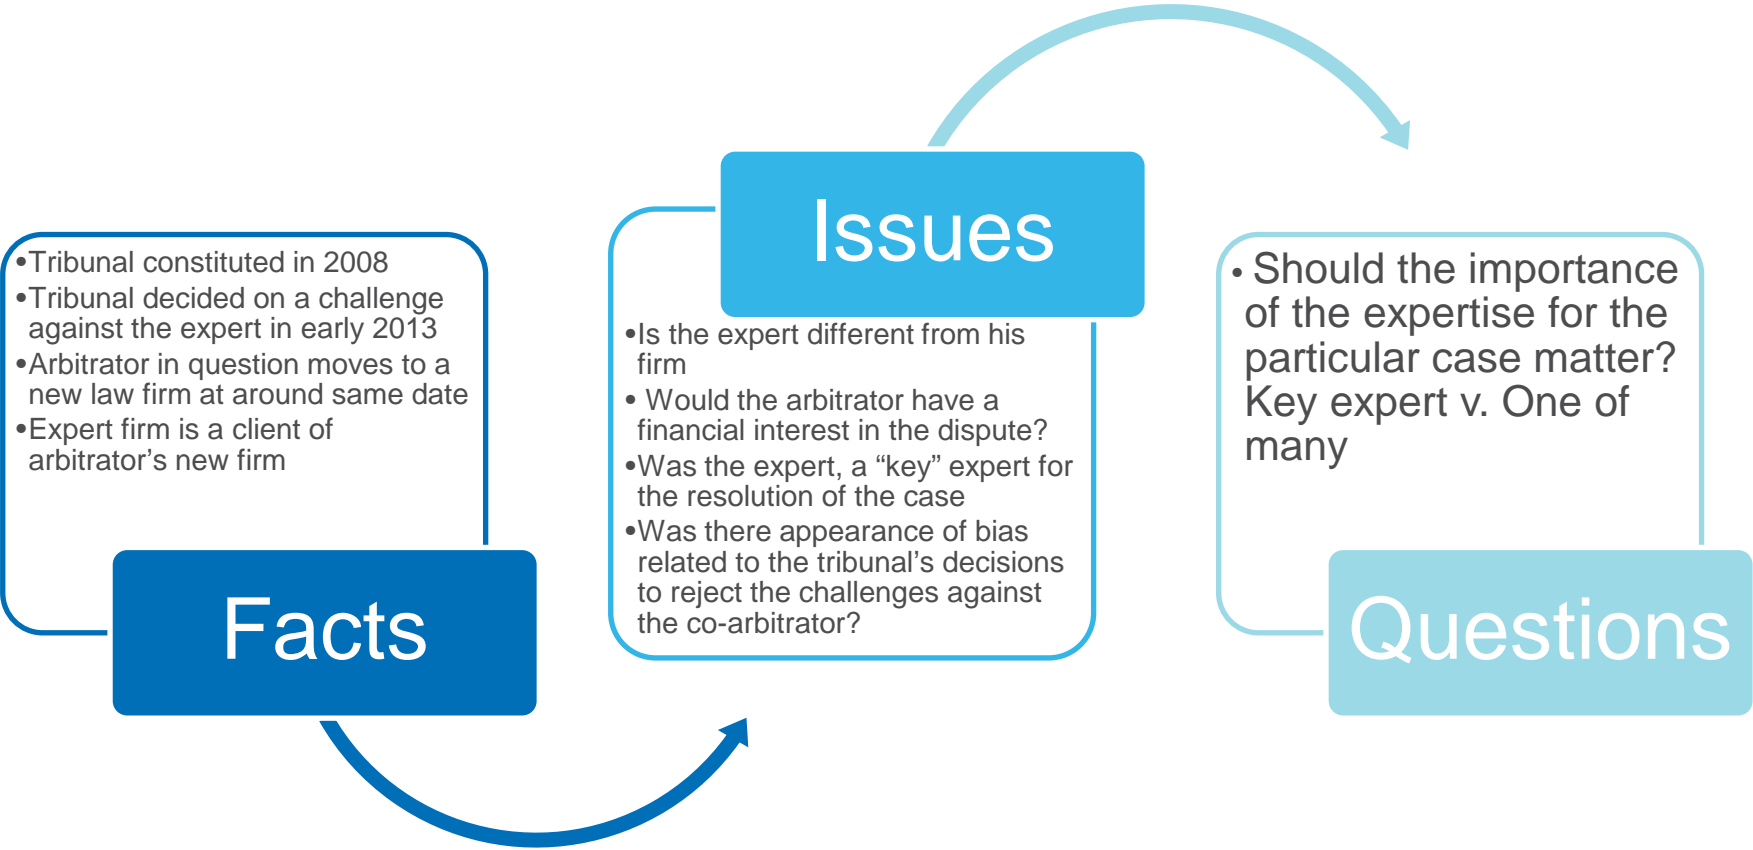 •Tribunal constituted in 2008
•Tribunal decided on a challenge
against the expert in early 2013
•Arbitrator in question moves to a
new law firm at around same date
•Expert firm is a client of
arbitrator’s new firm
Facts
Issues
•Is the expert different from his
firm
• Would the arbitrator have a
financial interest in the dispute?
•Was the expert, a “key” expert for
the resolution of the case
•Was there appearance of bias
related to the tribunal’s decisions
to reject the challenges against
the co-arbitrator?
• Should the importance
of the expertise for the
particular case matter?
Key expert v. One of
many
Questions